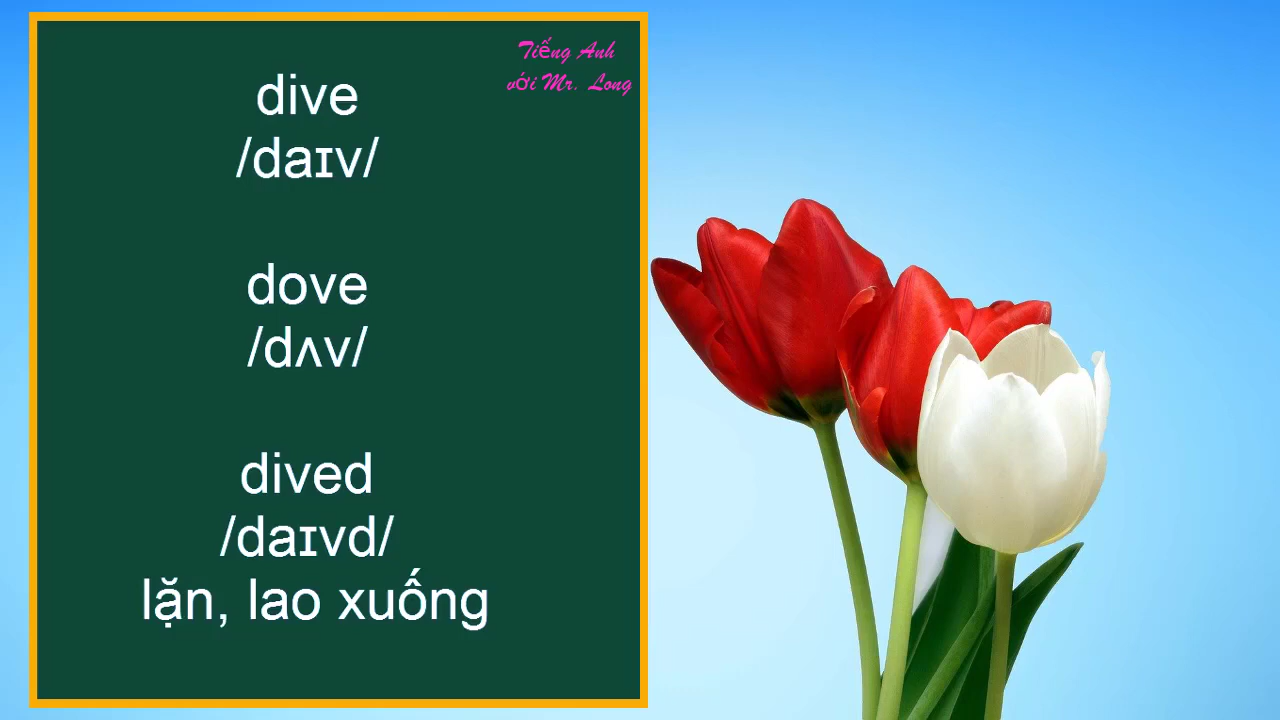 Tiếng Anh
với Mr. Long
dive
/daɪv/
dove
/dʌv/
dived
/daɪvd/
lặn, lao xuống